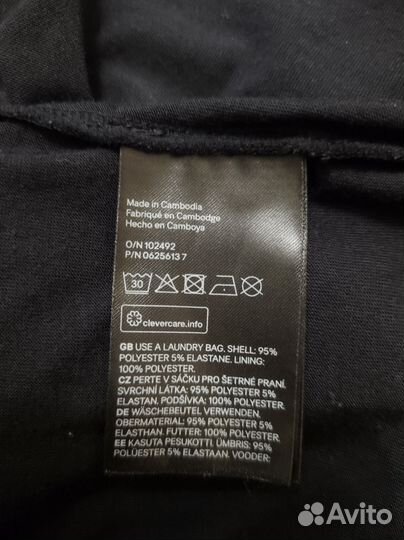 Made in Cambodia
Fabriqué en Cambodge
Hecho en Camboya
O/N 102492
P/N 0625613 7
30
clevercare.info
GB USE A LAUNDRY BAG. SHELL: 95%
POLYESTER 5% ELASTANE. LINING:
100% POLYESTER.
CZ PERTE V SÁČKU PRO ŠETRNÉ PRANÍ.
SVRCHNÍ LÁTKA: 95% POLYESTER 5%
ELASTAN. PODŠÍVKA: 100% POLYESTER.
DE WÄSCHEBEUTEL VERWENDEN.
OBERMATERIAL: 95% POLYESTER 5%
ELASTHAN. FUTTER: 100% POLYESTER.
EE KASUTA PESUKOTTI. ÜMBRIS: 95%
POLÜESTER 5% ELASTAAN. VOODER:
Avito